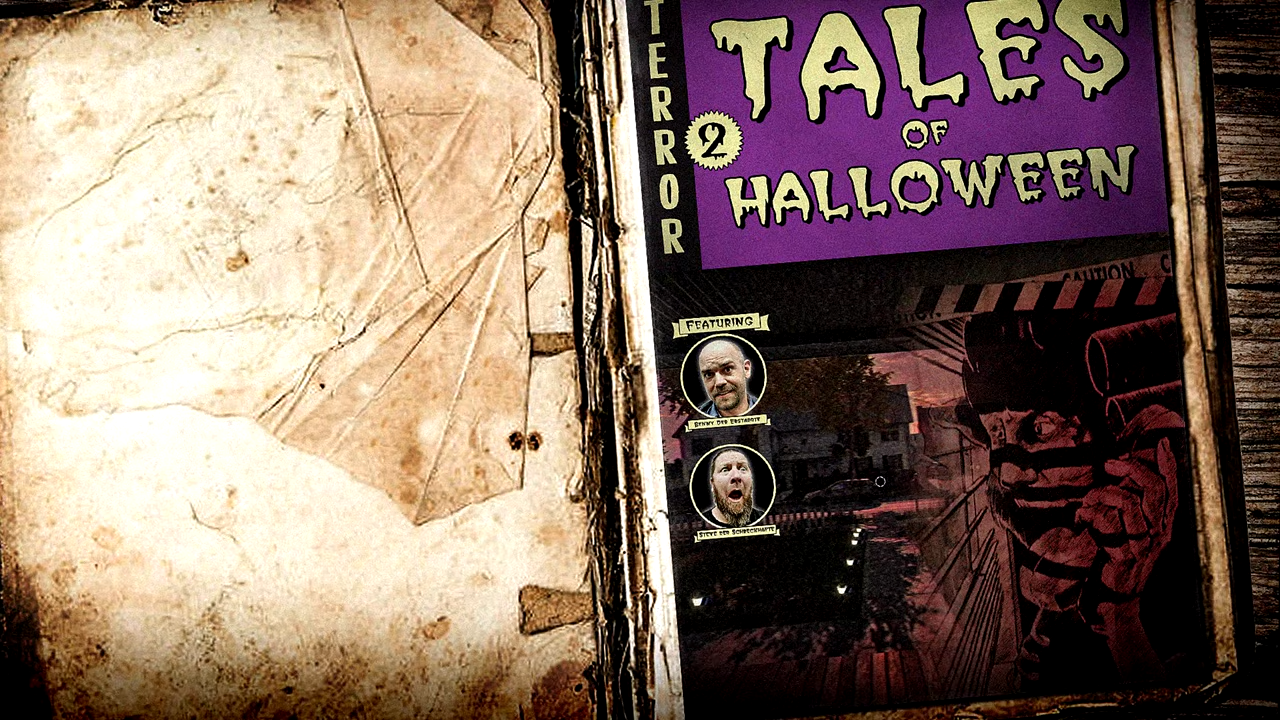 TERROR
TALES
2
OF
HALLOWEEN
CAUTION C
FEATURING
BENNY DER ERSTARRTE
STEVE DER SCHRECKHAFTE